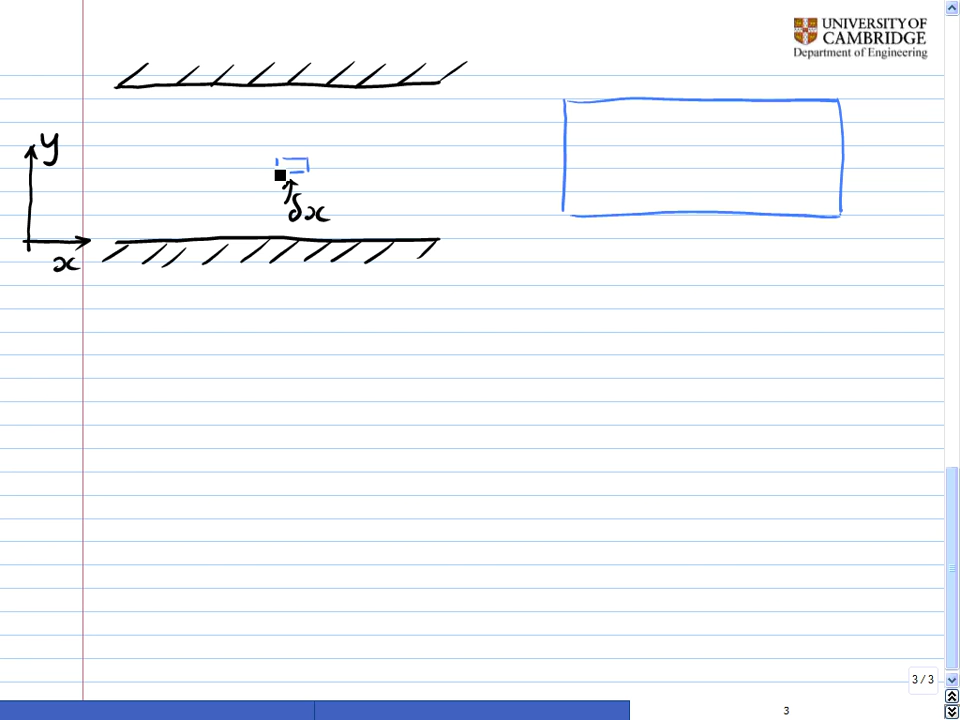 UNIVERSITY OF
CAMBRIDGE
Department of Engineering
y
δx
x
3 / 3
3